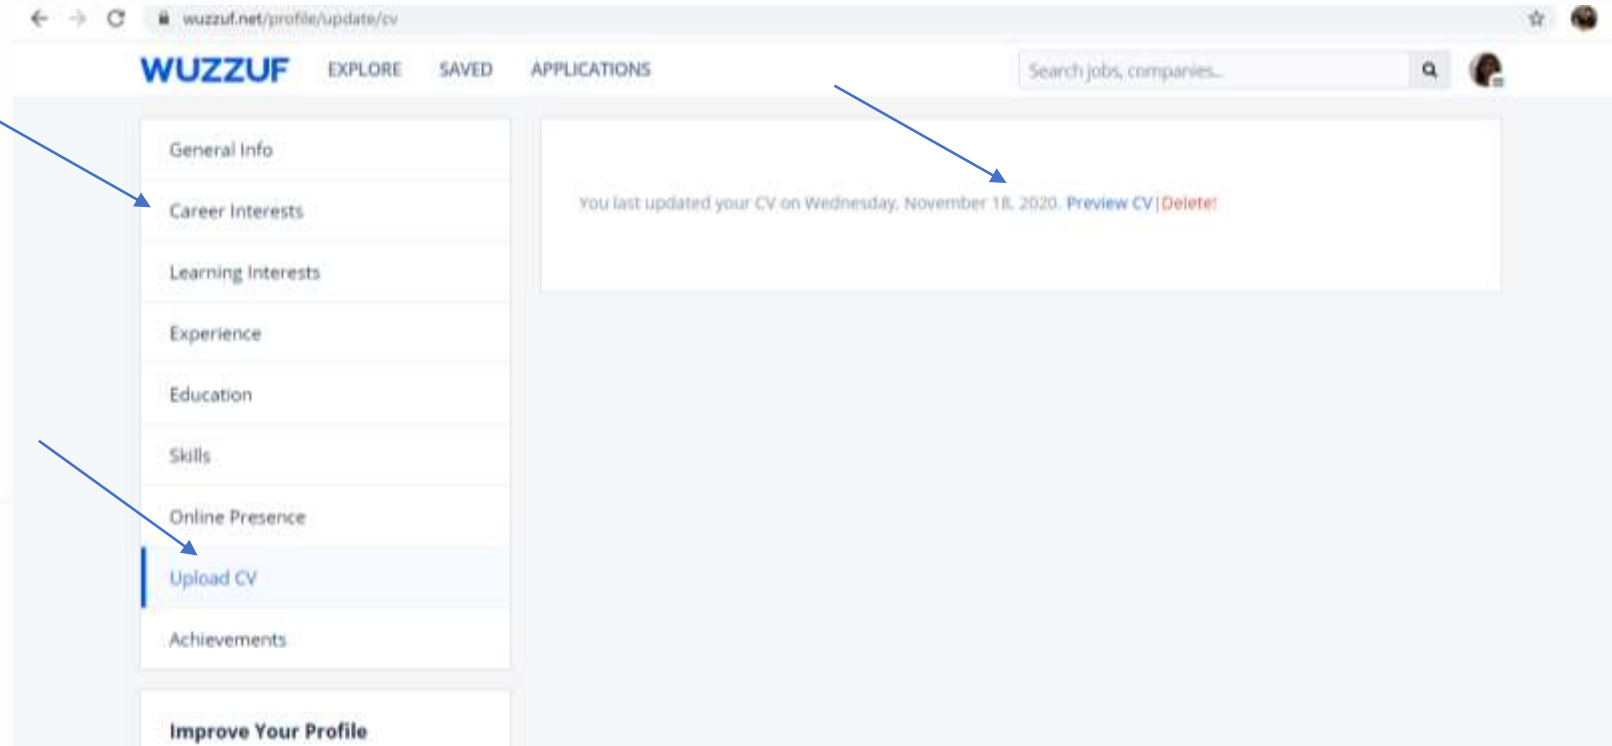 wuzzuf.net/profile/update/cv
WUZZUF EXPLORE SAVED APPLICATIONS Search jobs, companies...
General Info
Career Interests
Learning Interests
Experience
Education
Skills
Online Presence
Upload CV
Achievements
Improve Your Profile
You last updated your CV on Wednesday, November 18, 2020. Preview CV|Delete!